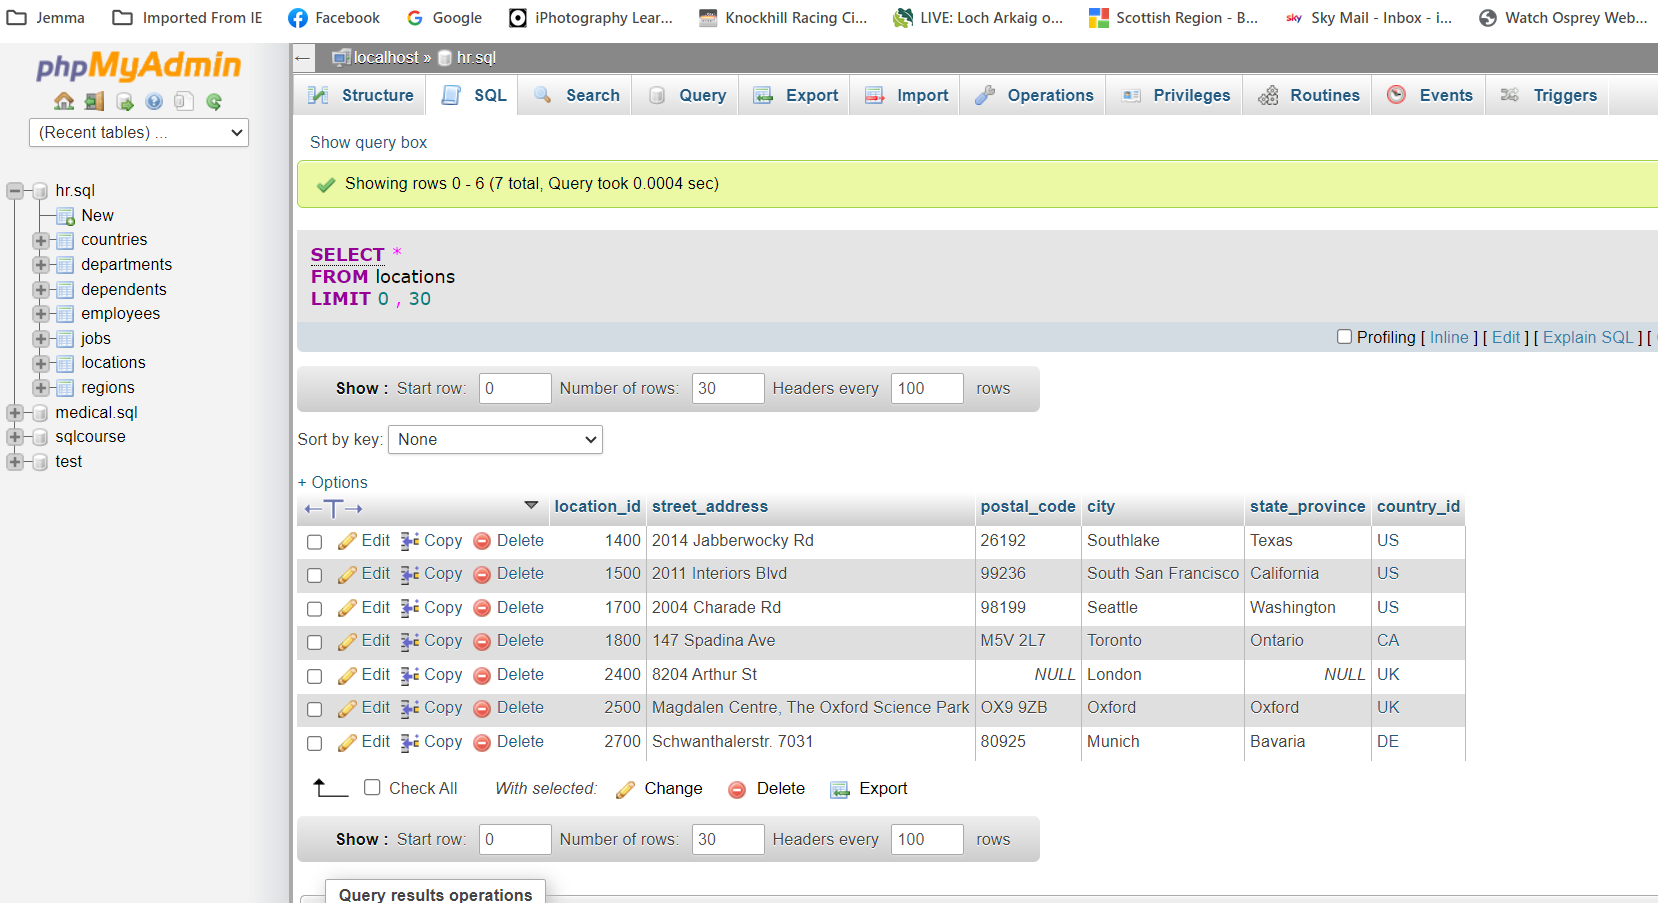 Jemma Imported From IE Facebook Google iPhotography Lear... Knockhill Racing Ci... LIVE: Loch Arkaig o... Scottish Region - B... sky Sky Mail - Inbox - i... Watch Osprey Web...
phpMyAdmin
(Recent tables) ...
hr.sql
New
countries
departments
dependents
employees
jobs
locations
regions
medical.sql
sqlcourse
test
← localhost » hr.sql
Structure SQL Search Query Export Import Operations Privileges Routines Events Triggers
Show query box
Showing rows 0 - 6 (7 total, Query took 0.0004 sec)
SELECT *
FROM locations
LIMIT 0 , 30
Profiling [ Inline ] [ Edit ] [ Explain SQL ] [
Show : Start row: 0 Number of rows: 30 Headers every 100 rows
Sort by key: None
+ Options
←T→ location_id street_address postal_code city state_province country_id
Edit Copy Delete 1400 2014 Jabberwocky Rd 26192 Southlake Texas US
Edit Copy Delete 1500 2011 Interiors Blvd 99236 South San Francisco California US
Edit Copy Delete 1700 2004 Charade Rd 98199 Seattle Washington US
Edit Copy Delete 1800 147 Spadina Ave M5V 2L7 Toronto Ontario CA
Edit Copy Delete 2400 8204 Arthur St NULL London NULL UK
Edit Copy Delete 2500 Magdalen Centre, The Oxford Science Park OX9 9ZB Oxford Oxford UK
Edit Copy Delete 2700 Schwanthalerstr. 7031 80925 Munich Bavaria DE
Check All With selected: Change Delete Export
Show : Start row: 0 Number of rows: 30 Headers every 100 rows
Query results operations